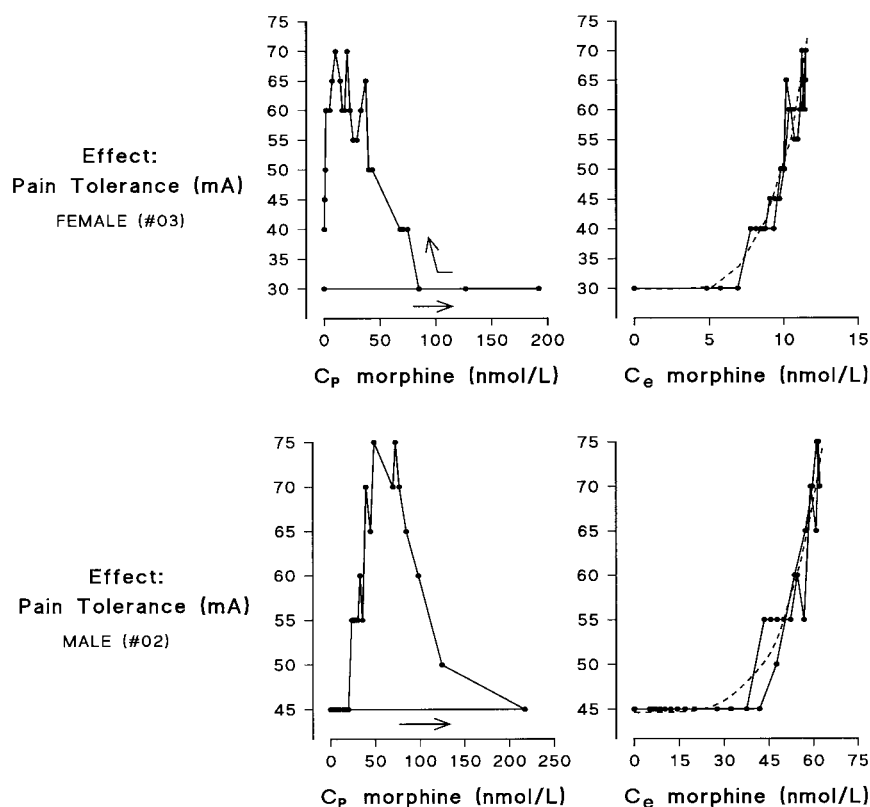 75
70
65
60
55
50
45
40
35
30
Effect:
Pain Tolerance (mA)
FEMALE (#03)
0 50 100 150 200
Cp morphine (nmol/L)
75
70
65
60
55
50
45
40
35
30
0 5 10 15
Ce morphine (nmol/L)
75
70
65
60
55
50
45
Effect:
Pain Tolerance (mA)
MALE (#02)
0 50 100 150 200 250
Cp morphine (nmol/L)
75
70
65
60
55
50
45
0 15 30 45 60 75
Ce morphine (nmol/L)